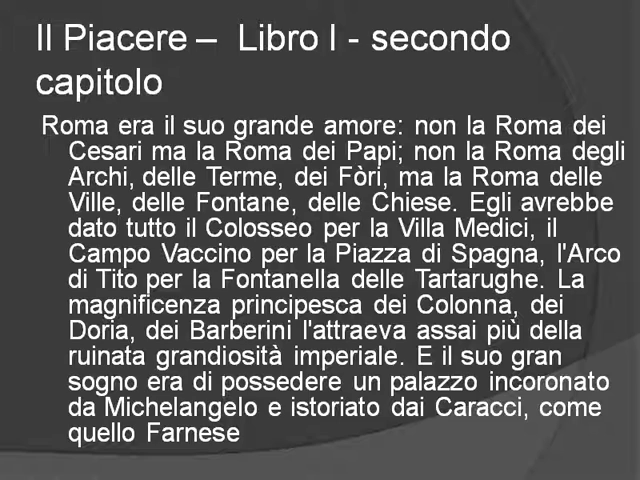 Il Piacere –  Libro I - secondo
capitolo
Roma era il suo grande amore: non la Roma dei
Cesari ma la Roma dei Papi; non la Roma degli
Archi, delle Terme, dei Fòri, ma la Roma delle
Ville, delle Fontane, delle Chiese. Egli avrebbe
dato tutto il Colosseo per la Villa Medici, il
Campo Vaccino per la Piazza di Spagna, l'Arco
di Tito per la Fontanella delle Tartarughe. La
magnificenza principesca dei Colonna, dei
Doria, dei Barberini l'attraeva assai più della
ruinata grandiosità imperiale. E il suo gran
sogno era di possedere un palazzo incoronato
da Michelangelo e istoriato dai Caracci, come
quello Farnese